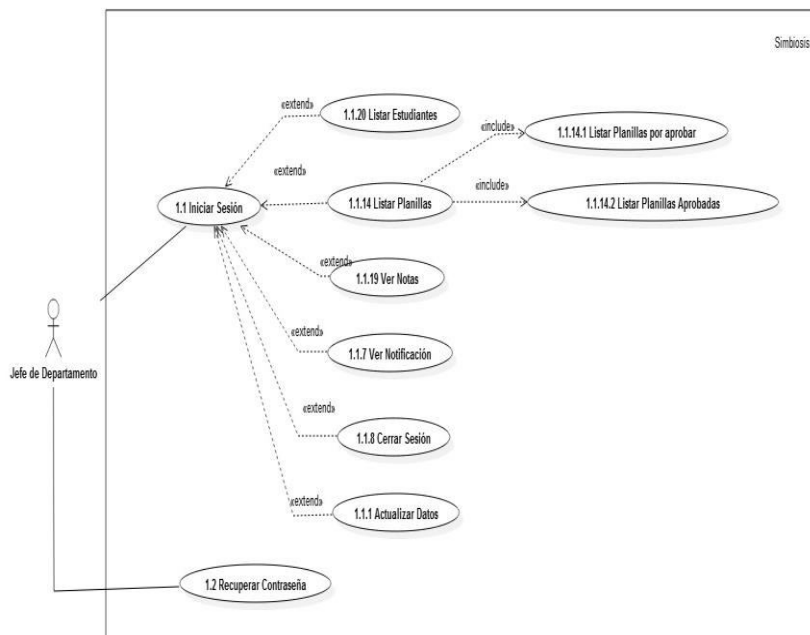 Simbiosis
«extend»
1.1.20 Listar Estudiantes
«include»
1.1.14.1 Listar Planillas por aprobar
«extend»
1.1 Iniciar Sesión
1.1.14 Listar Planillas
«include»
1.1.14.2 Listar Planillas Aprobadas
«extend»
1.1.19 Ver Notas
«extend»
1.1.7 Ver Notificación
Jefe de Departamento
«extend»
1.1.8 Cerrar Sesión
«extend»
1.1.1 Actualizar Datos
1.2 Recuperar Contraseña